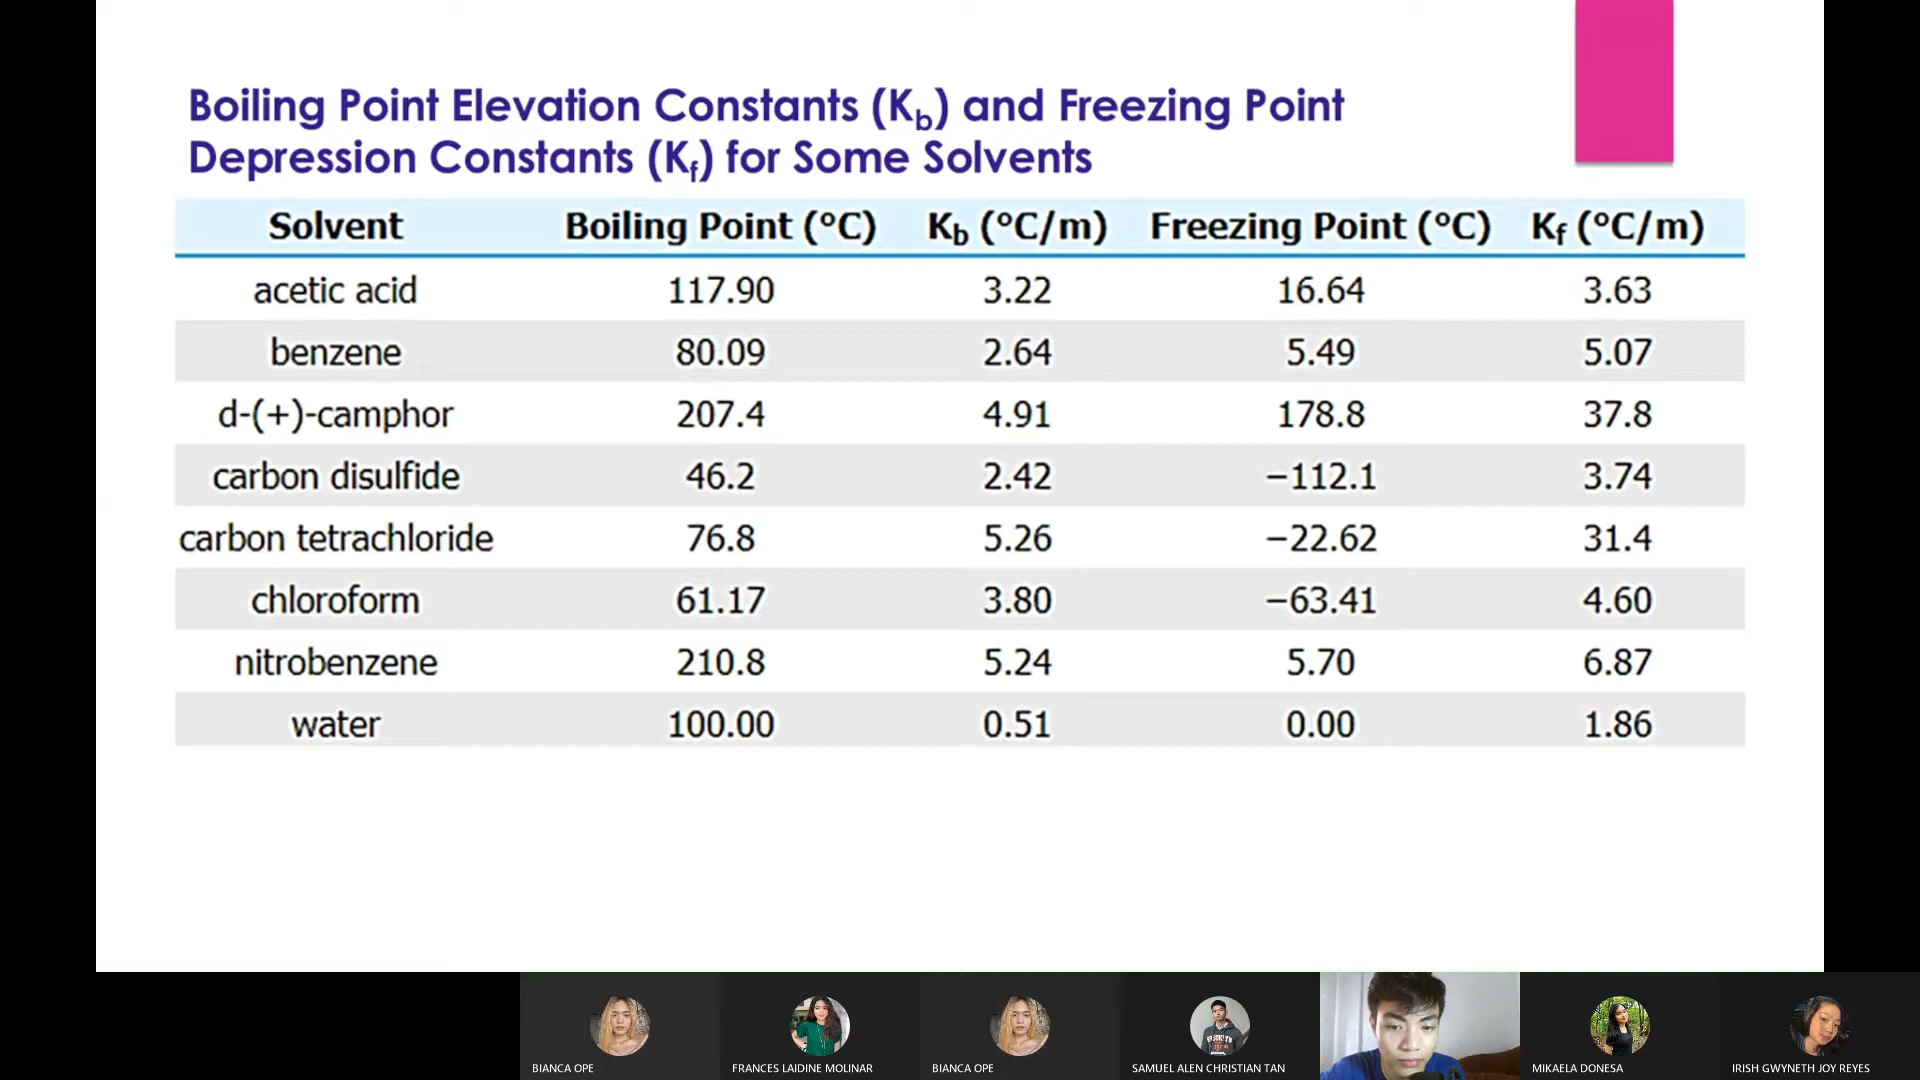 Boiling Point Elevation Constants (Kb) and Freezing Point
Depression Constants (Kf) for Some Solvents
Solvent Boiling Point (°C) Kb (°C/m) Freezing Point (°C) Kf (°C/m)
acetic acid 117.90 3.22 16.64 3.63
benzene 80.09 2.64 5.49 5.07
d-(+)-camphor 207.4 4.91 178.8 37.8
carbon disulfide 46.2 2.42 −112.1 3.74
carbon tetrachloride 76.8 5.26 −22.62 31.4
chloroform 61.17 3.80 −63.41 4.60
nitrobenzene 210.8 5.24 5.70 6.87
water 100.00 0.51 0.00 1.86
BIANCA OPE FRANCES LAIDINE MOLINAR BIANCA OPE SAMUEL ALEN CHRISTIAN TAN MIKAELA DONESA IRISH GWYNETH JOY REYES